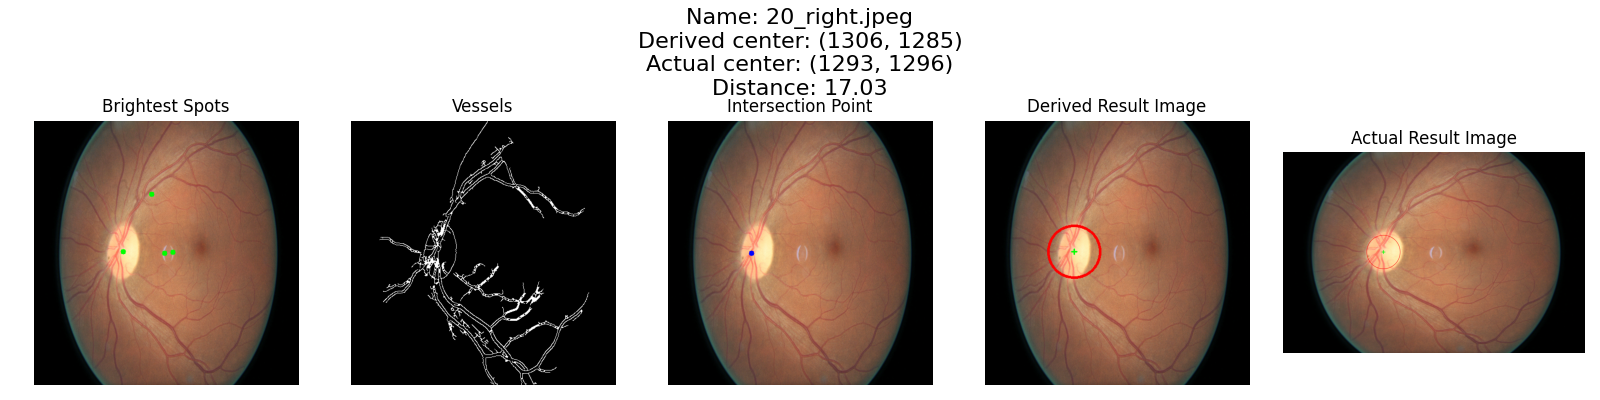 Name: 20_right.jpeg
Derived center: (1306, 1285)
Actual center: (1293, 1296)
Distance: 17.03
Brightest Spots
Vessels
Intersection Point
Derived Result Image
Actual Result Image